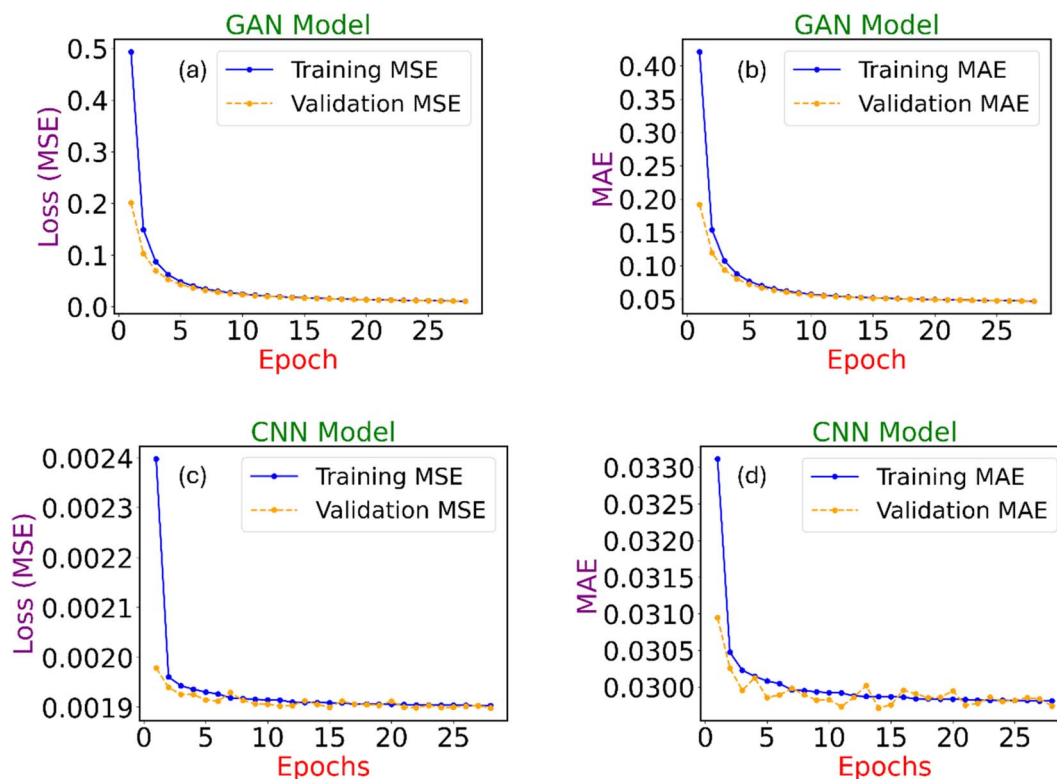 GAN Model
(a)
Training MSE
Validation MSE
Loss (MSE)
0.5
0.4
0.3
0.2
0.1
0.0
0 5 10 15 20 25
Epoch
GAN Model
(b)
Training MAE
Validation MAE
MAE
0.40
0.35
0.30
0.25
0.20
0.15
0.10
0.05
0 5 10 15 20 25
Epoch
CNN Model
(c)
Training MSE
Validation MSE
Loss (MSE)
0.0024
0.0023
0.0022
0.0021
0.0020
0.0019
0 5 10 15 20 25
Epochs
CNN Model
(d)
Training MAE
Validation MAE
MAE
0.0330
0.0325
0.0320
0.0315
0.0310
0.0305
0.0300
0 5 10 15 20 25
Epochs